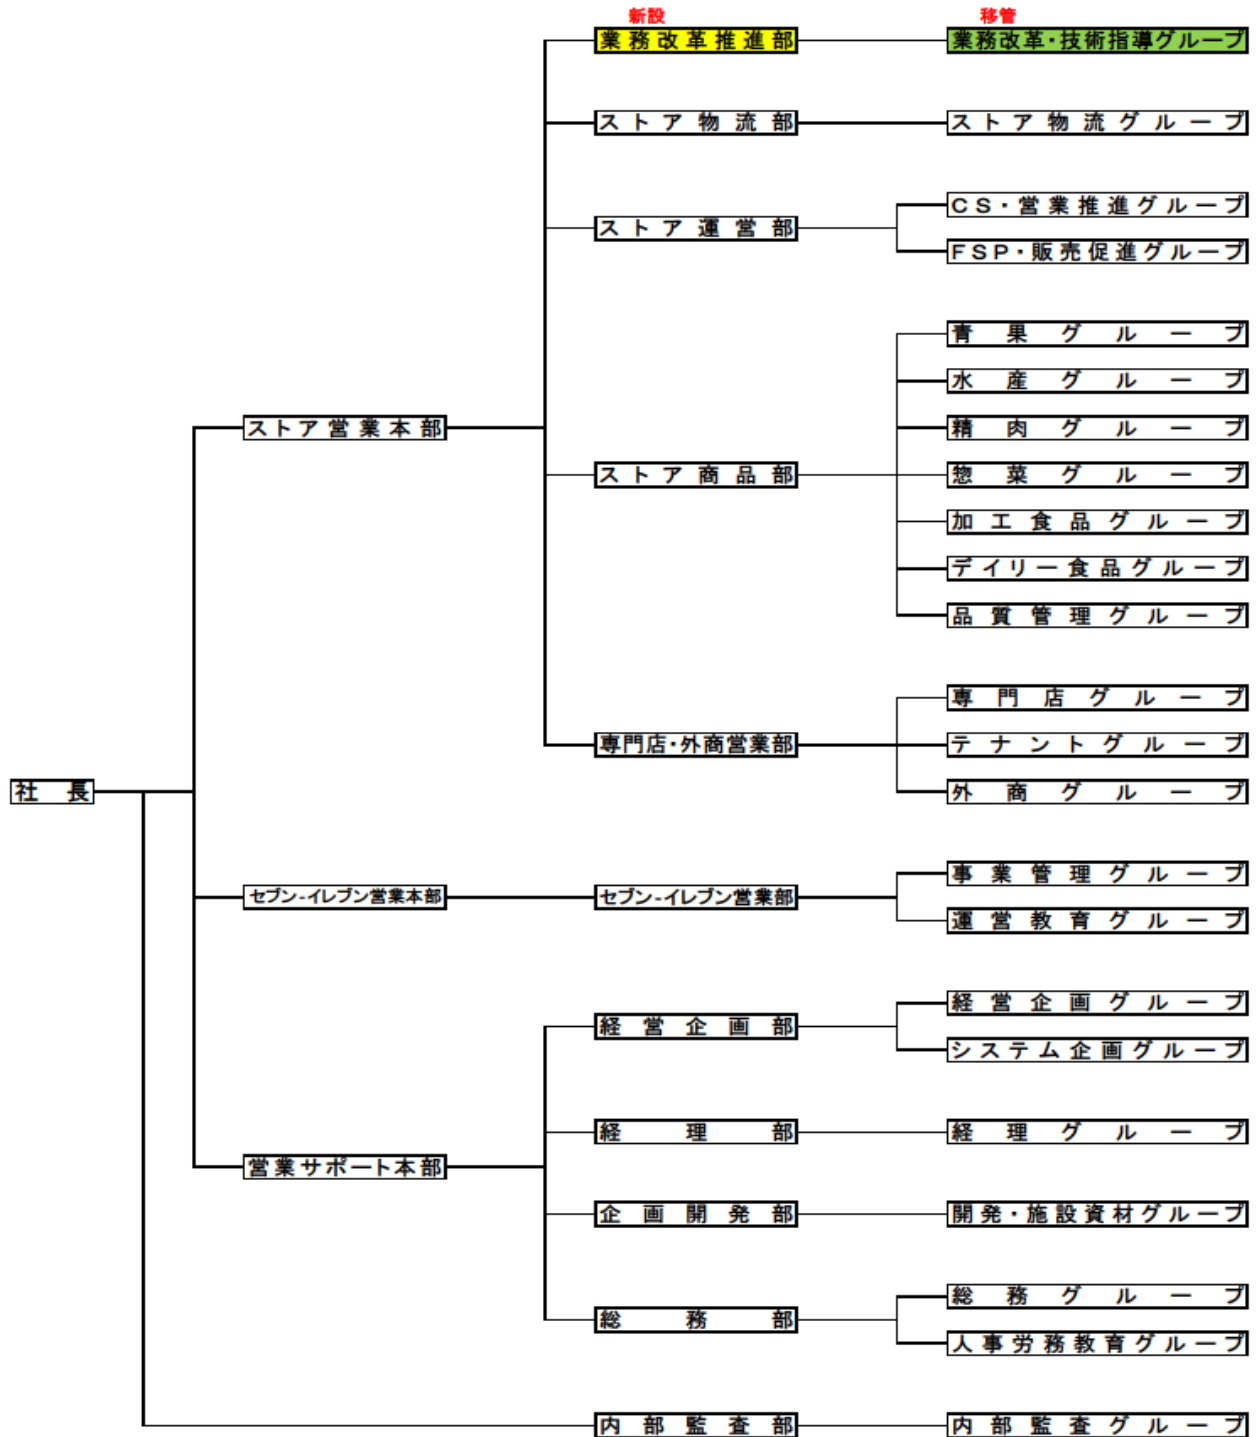 新設
移管
業務改革推進部
業務改革・技術指導グループ
ストア物流部
ストア物流グループ
CS・営業推進グループ
ストア運営部
FSP・販売促進グループ
青果グループ
水産グループ
ストア営業本部
精肉グループ
ストア商品部
惣菜グループ
加工食品グループ
デイリー食品グループ
品質管理グループ
専門店グループ
専門店・外商営業部
テナントグループ
社長
外商グループ
事業管理グループ
セブン-イレブン営業本部
セブン-イレブン営業部
運営教育グループ
経営企画グループ
経営企画部
システム企画グループ
経理部
経理グループ
営業サポート本部
企画開発部
開発・施設資材グループ
総務グループ
総務部
人事労務教育グループ
内部監査部
内部監査グループ